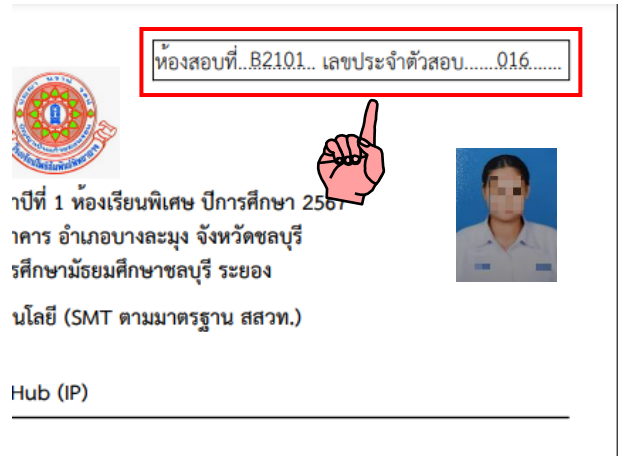 ห้องสอบที่...B2101... เลขประจำตัวสอบ......016......
าปีที่ 1 ห้องเรียนพิเศษ ปีการศึกษา 2567
าคาร อำเภอบางละมุง จังหวัดชลบุรี
รศึกษามัธยมศึกษาชลบุรี ระยอง
นโลยี (SMT ตามมาตรฐาน สสวท.)
Hub (IP)